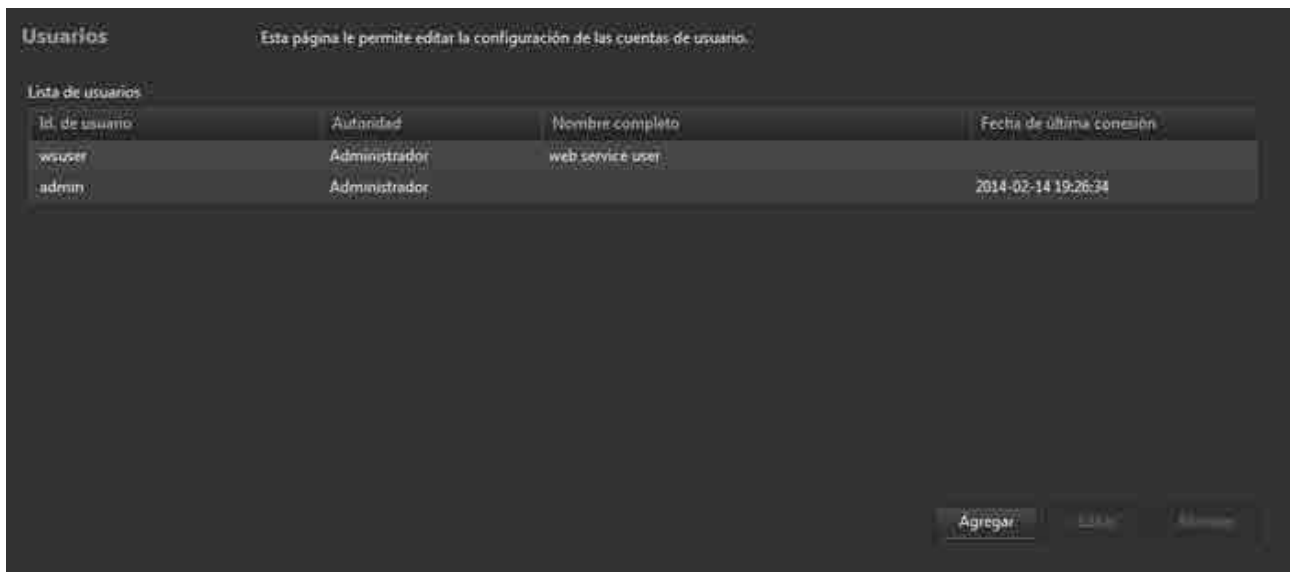 Usuarios Esta página le permite editar la configuración de las cuentas de usuario.
Lista de usuarios
Id. de usuario Autoridad Nombre completo Fecha de última conexión
wsuser Administrador web service user
admin Administrador 2014-02-14 19:26:34
Agregar Editar